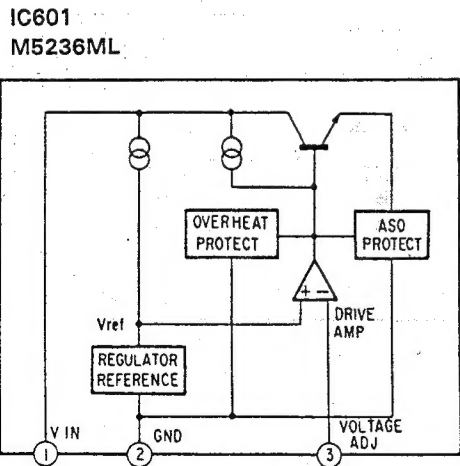 IC601
M5236ML
OVERHEAT
PROTECT
ASO
PROTECT
+ −
DRIVE
AMP
Vref
REGULATOR
REFERENCE
V IN
GND
VOLTAGE
ADJ
1
2
3